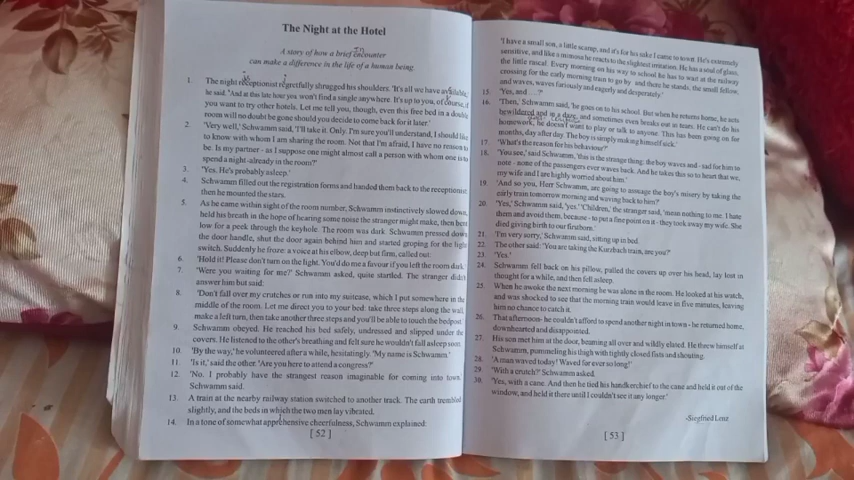 The Night at the Hotel
A story of how a brief encounter
can make a difference in the life of a human being.
1. The night receptionist regretfully shrugged his shoulders. 'It's all we have available,'
he said. 'And at this late hour you won't find a single anywhere. It's up to you, of course, if
you want to try other hotels. Let me tell you, though, even this free bed in a double
room will no doubt be gone should you decide to come back for it later.'
2. 'Very well,' Schwamm said, 'I'll take it. Only, I'm sure you'll understand, I should like
to know with whom I am sharing the room. Not that I'm afraid, I have no reason to
be. Is my partner - as I suppose one might almost call a person with whom one is to
spend a night - already in the room?'
3. 'Yes. He's probably asleep.'
4. Schwamm filled out the registration forms and handed them back to the receptionist
then he mounted the stairs.
5. As he came within sight of the room number, Schwamm instinctively slowed down,
held his breath in the hope of hearing some noise the stranger might make, then bent
low for a peek through the keyhole. The room was dark. Schwamm pressed down
the door handle, shut the door again behind him and started groping for the light
switch. Suddenly he froze: a voice at his elbow, deep but firm, called out:
6. 'Hold it! Please don't turn on the light. You'd do me a favour if you left the room dark.'
7. 'Were you waiting for me?' Schwamm asked, quite startled. The stranger didn't
answer him but said:
8. 'Don't fall over my crutches or run into my suitcase, which I put somewhere in the
middle of the room. Let me direct you to your bed: take three steps along the wall,
make a left turn, then take another three steps and you'll be able to touch the bedpost.'
9. Schwamm obeyed. He reached his bed safely, undressed and slipped under the
covers. He listened to the other's breathing and felt sure he wouldn't fall asleep soon.
10. 'By the way,' he volunteered after a while, hesitatingly. 'My name is Schwamm.'
11. 'Is it,' said the other. 'Are you here to attend a congress?'
12. 'No. I probably have the strangest reason imaginable for coming into town.'
Schwamm said.
13. A train at the nearby railway station switched to another track. The earth trembled
slightly, and the beds in which the two men lay vibrated.
14. In a tone of somewhat apprehensive cheerfulness, Schwamm explained:
[ 52 ]
'I have a small son, a little scamp, and it's for his sake I came to town. He's extremely
sensitive, and like a mimosa he reacts to the slightest irritation. He has a soul of glass,
the little rascal. Every morning on his way to school he has to wait at the railway
crossing for the early morning train to go by - and there he stands, the small fellow,
and waves, waves furiously and eagerly and desperately.'
15. 'Yes, and ...?'
16. 'Then,' Schwamm said, 'he goes on to his school. But when he returns home, he acts
bewildered and in a daze, and sometimes even breaks out in tears. He can't do his
homework, he doesn't want to play or talk to anyone. This has been going on for
months, day after day. The boy is simply making himself sick.'
17. 'What's the reason for his behaviour?'
18. 'You see,' said Schwamm, 'this is the strange thing: the boy waves and - sad for him to
note - none of the passengers ever waves back. And he takes this so to heart that we,
my wife and I are highly worried about him.'
19. 'And so you, Herr Schwamm, are going to assuage the boy's misery by taking the
early train tomorrow morning and waving back to him?'
20. 'Yes,' Schwamm said, 'yes.' 'Children,' the stranger said, 'mean nothing to me. I hate
them and avoid them, because - to put a fine point on it - they took away my wife. She
died giving birth to our firstborn.'
21. 'I'm very sorry,' Schwamm said, sitting up in bed.
22. The other said: 'You are taking the Kurzbach train, are you?'
23. 'Yes.'
24. Schwamm fell back on his pillow, pulled the covers up over his head, lay lost in
thought for a while, and then fell asleep.
25. When he awoke the next morning he was alone in the room. He looked at his watch,
and was shocked to see that the morning train would leave in five minutes, leaving
him no chance to catch it.
26. That afternoon - he couldn't afford to spend another night in town - he returned home,
downhearted and disappointed.
27. His son met him at the door, beaming all over and wildly elated. He threw himself at
Schwamm, pummeling his thigh with tightly closed fists and shouting.
28. 'A man waved today! Waved for ever so long!'
29. 'With a crutch?' Schwamm asked.
30. 'Yes, with a cane. And then he tied his handkerchief to the cane and held it out of the
window, and held it there until I couldn't see it any longer.'
-Siegfried Lenz
[ 53 ]